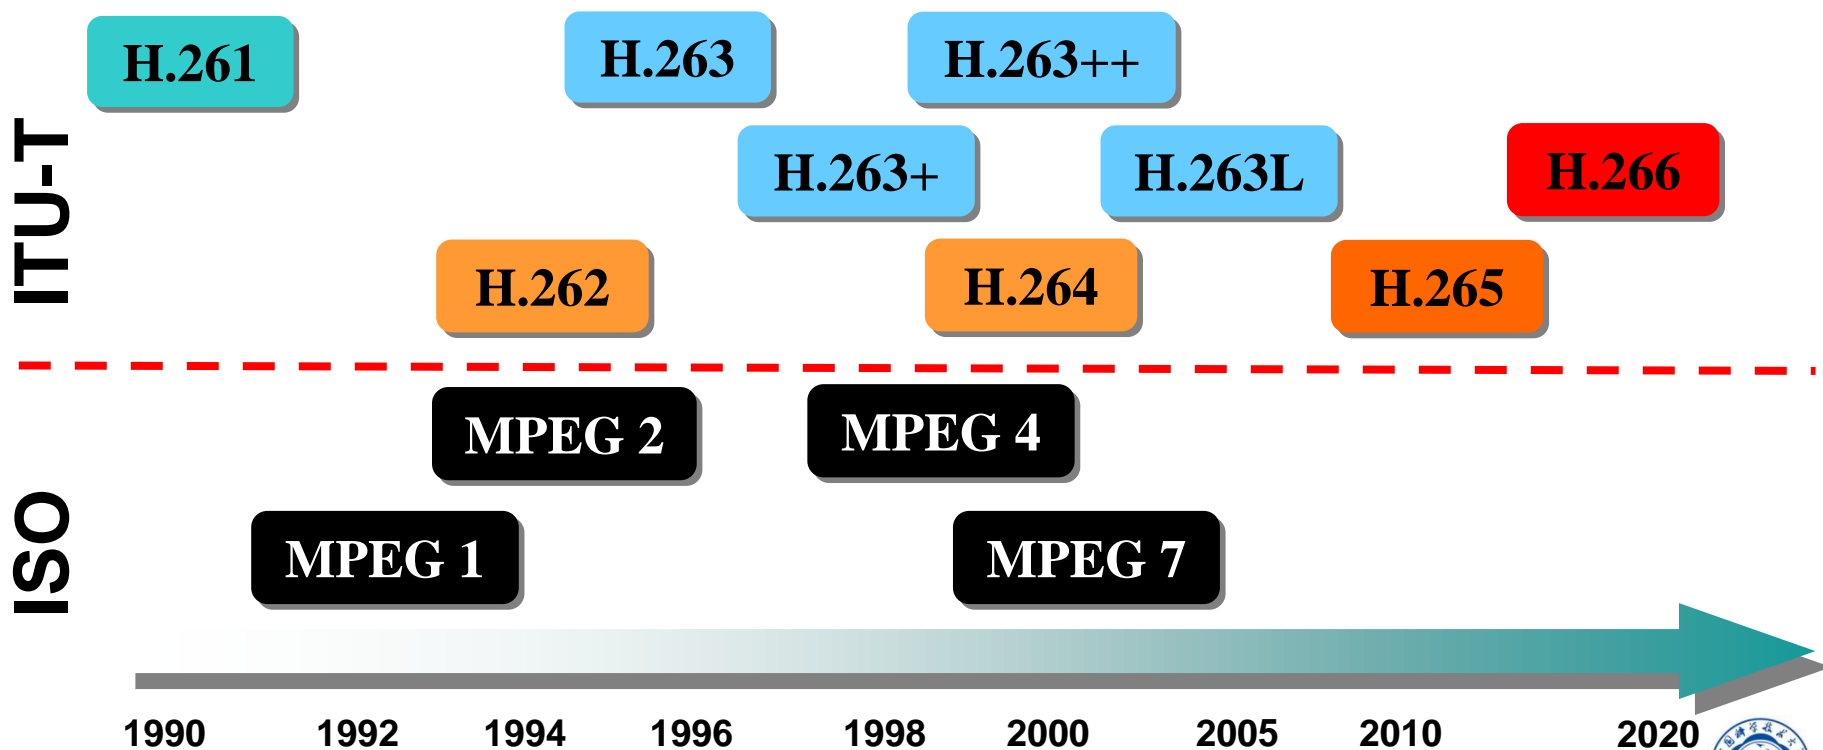 ITU-T
H.261
H.263
H.263++
H.263+
H.263L
H.266
H.262
H.264
H.265
ISO
MPEG 2
MPEG 4
MPEG 1
MPEG 7
1990 1992 1994 1996 1998 2000 2005 2010 2020